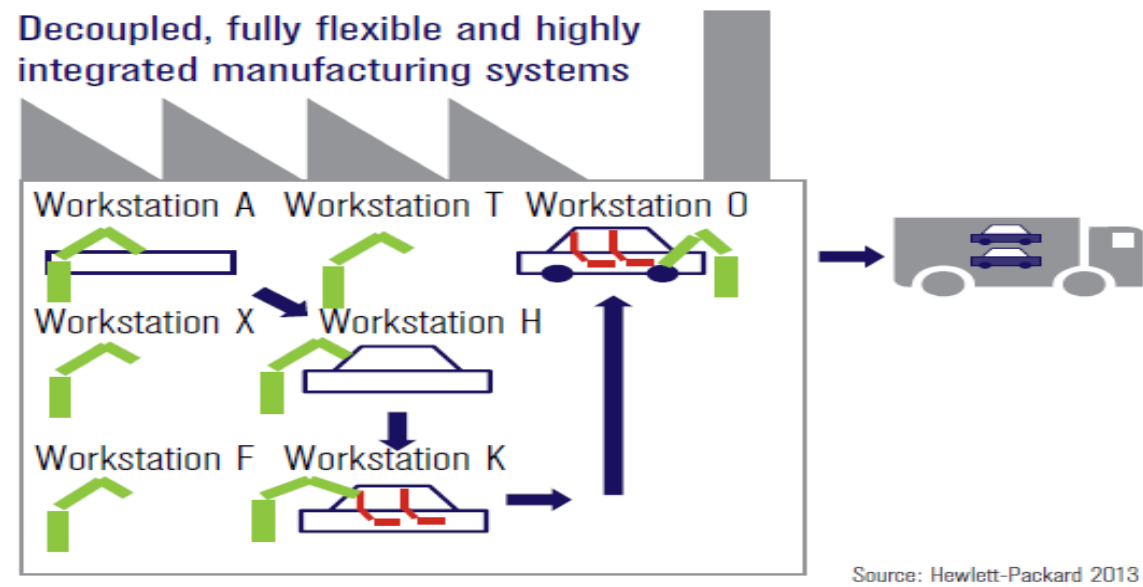 Decoupled, fully flexible and highly
integrated manufacturing systems
Workstation A Workstation T Workstation O
Workstation X Workstation H
Workstation F Workstation K
Source: Hewlett-Packard 2013